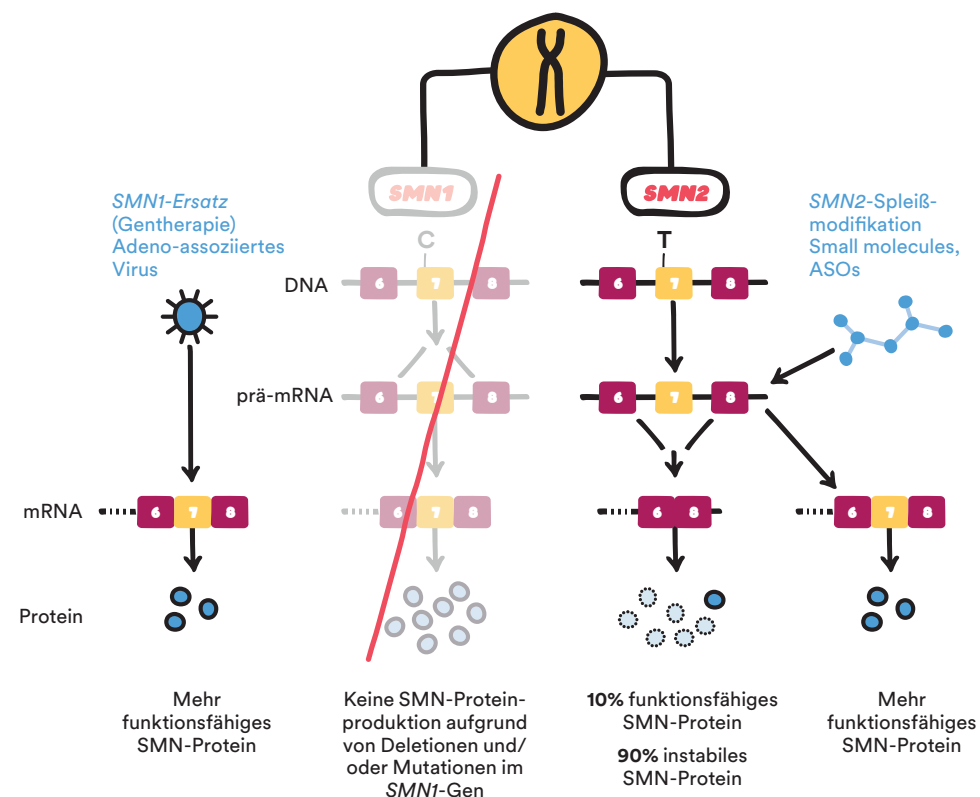 SMN1
SMN2
SMN1-Ersatz
(Gentherapie)
Adeno-assoziiertes
Virus
SMN2-Spleiß-
modifikation
Small molecules,
ASOs
C
T
DNA
6 7 8
6 7 8
prä-mRNA
6 7 8
6 7 8
mRNA
6 7 8
6 7 8
6 8
6 7 8
Protein
Mehr
funktionsfähiges
SMN-Protein
Keine SMN-Protein-
produktion aufgrund
von Deletionen und/
oder Mutationen im
SMN1-Gen
10% funktionsfähiges
SMN-Protein
90% instabiles
SMN-Protein
Mehr
funktionsfähiges
SMN-Protein